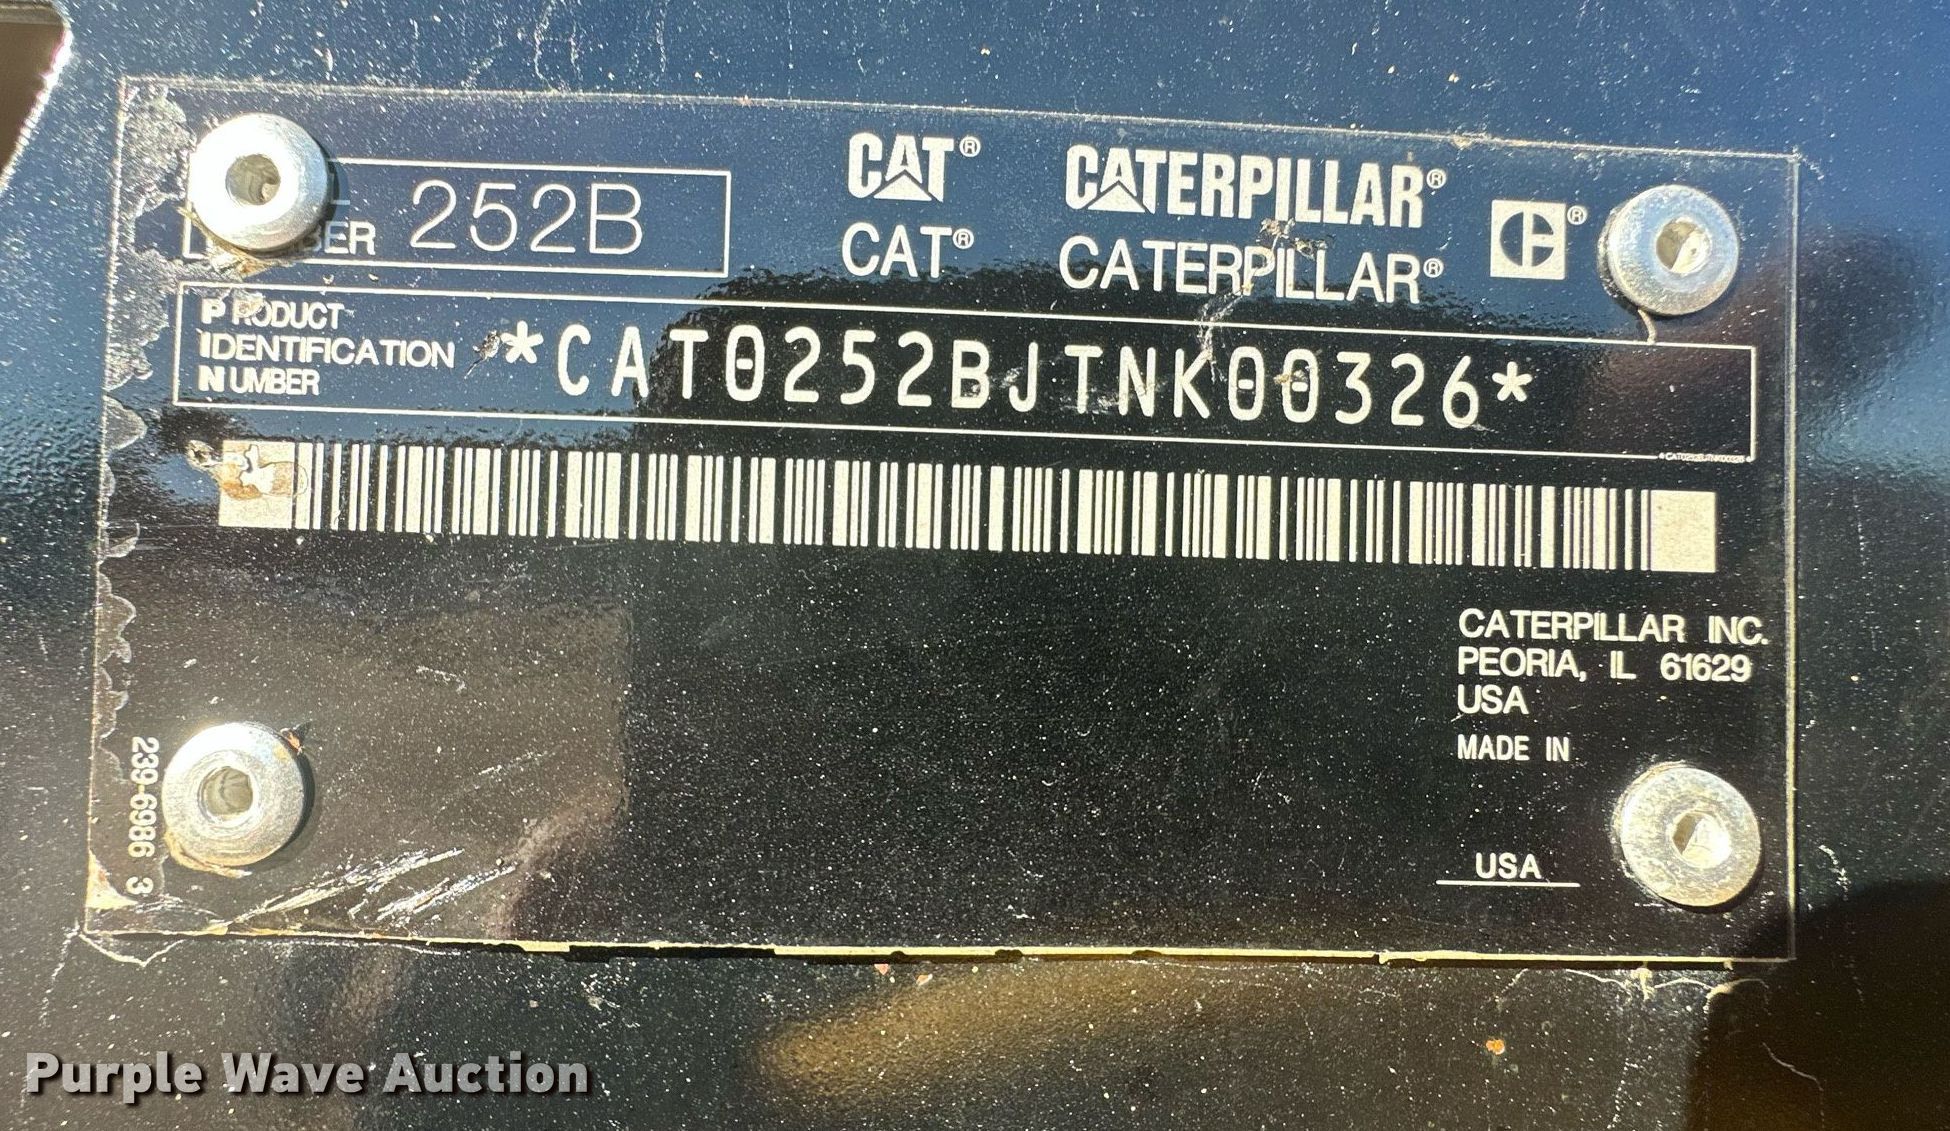 252B
CAT® CATERPILLAR®
CAT® CATERPILLAR®
PRODUCT
IDENTIFICATION
NUMBER
*CAT0252BJTNK00326*
CATERPILLAR INC.
PEORIA, IL 61629
USA
MADE IN
USA
239-6986 3
Purple Wave Auction